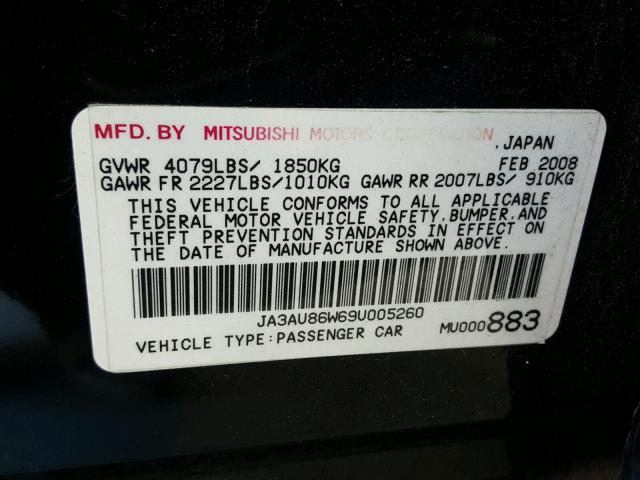 MFD. BY MITSUBISHI MOTORS CORPORATION, JAPAN
GVWR 4079LBS/ 1850KG FEB 2008
GAWR FR 2227LBS/1010KG GAWR RR 2007LBS/ 910KG
THIS VEHICLE CONFORMS TO ALL APPLICABLE
FEDERAL MOTOR VEHICLE SAFETY,BUMPER,AND
THEFT PREVENTION STANDARDS IN EFFECT ON
THE DATE OF MANUFACTURE SHOWN ABOVE.
JA3AU86W69U005260
VEHICLE TYPE:PASSENGER CAR MU000883